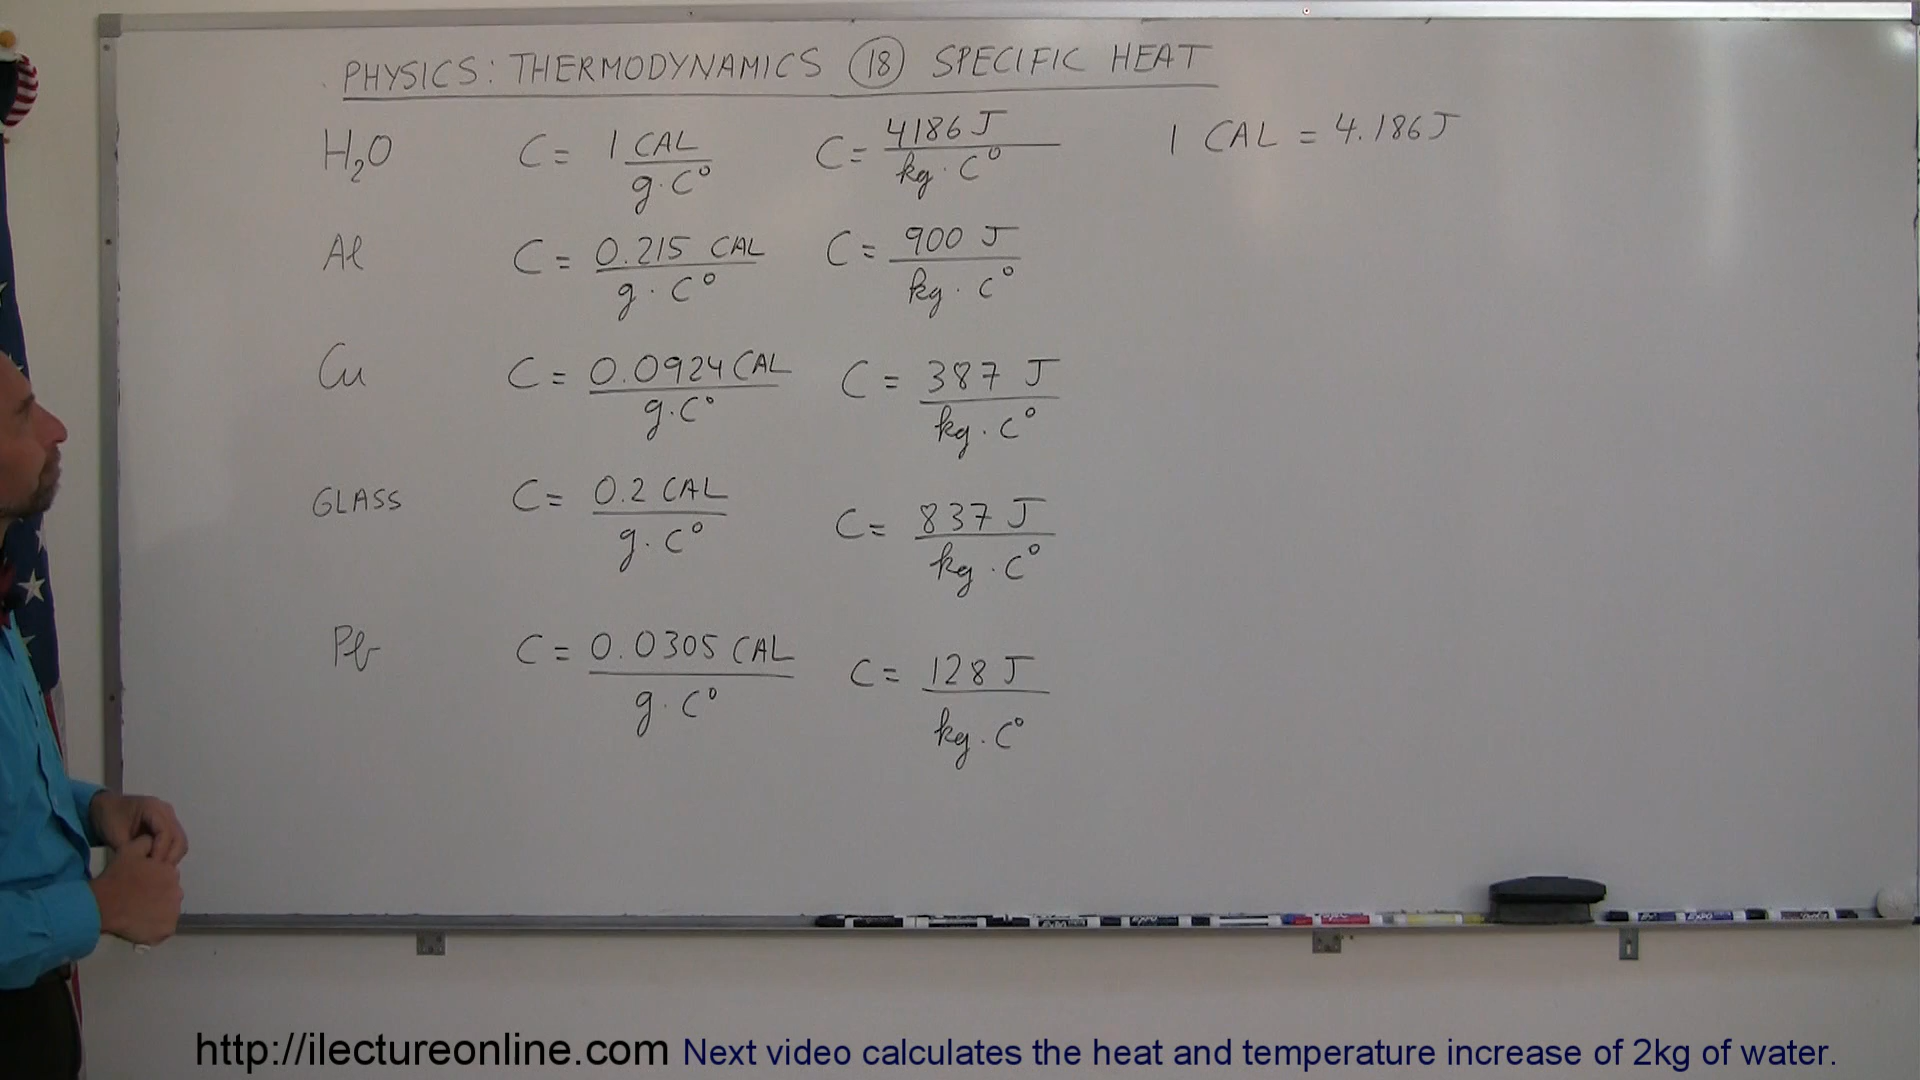 PHYSICS: THERMODYNAMICS 18 SPECIFIC HEAT
H₂O C = 1 CAL / g·C° C = 4186 J / kg·C° 1 CAL = 4.186 J
Al C = 0.215 CAL / g·C° C = 900 J / kg·C°
Cu C = 0.0924 CAL / g·C° C = 387 J / kg·C°
GLASS C = 0.2 CAL / g·C° C = 837 J / kg·C°
Pb C = 0.0305 CAL / g·C° C = 128 J / kg·C°
EXPO
http://ilectureonline.com Next video calculates the heat and temperature increase of 2kg of water.